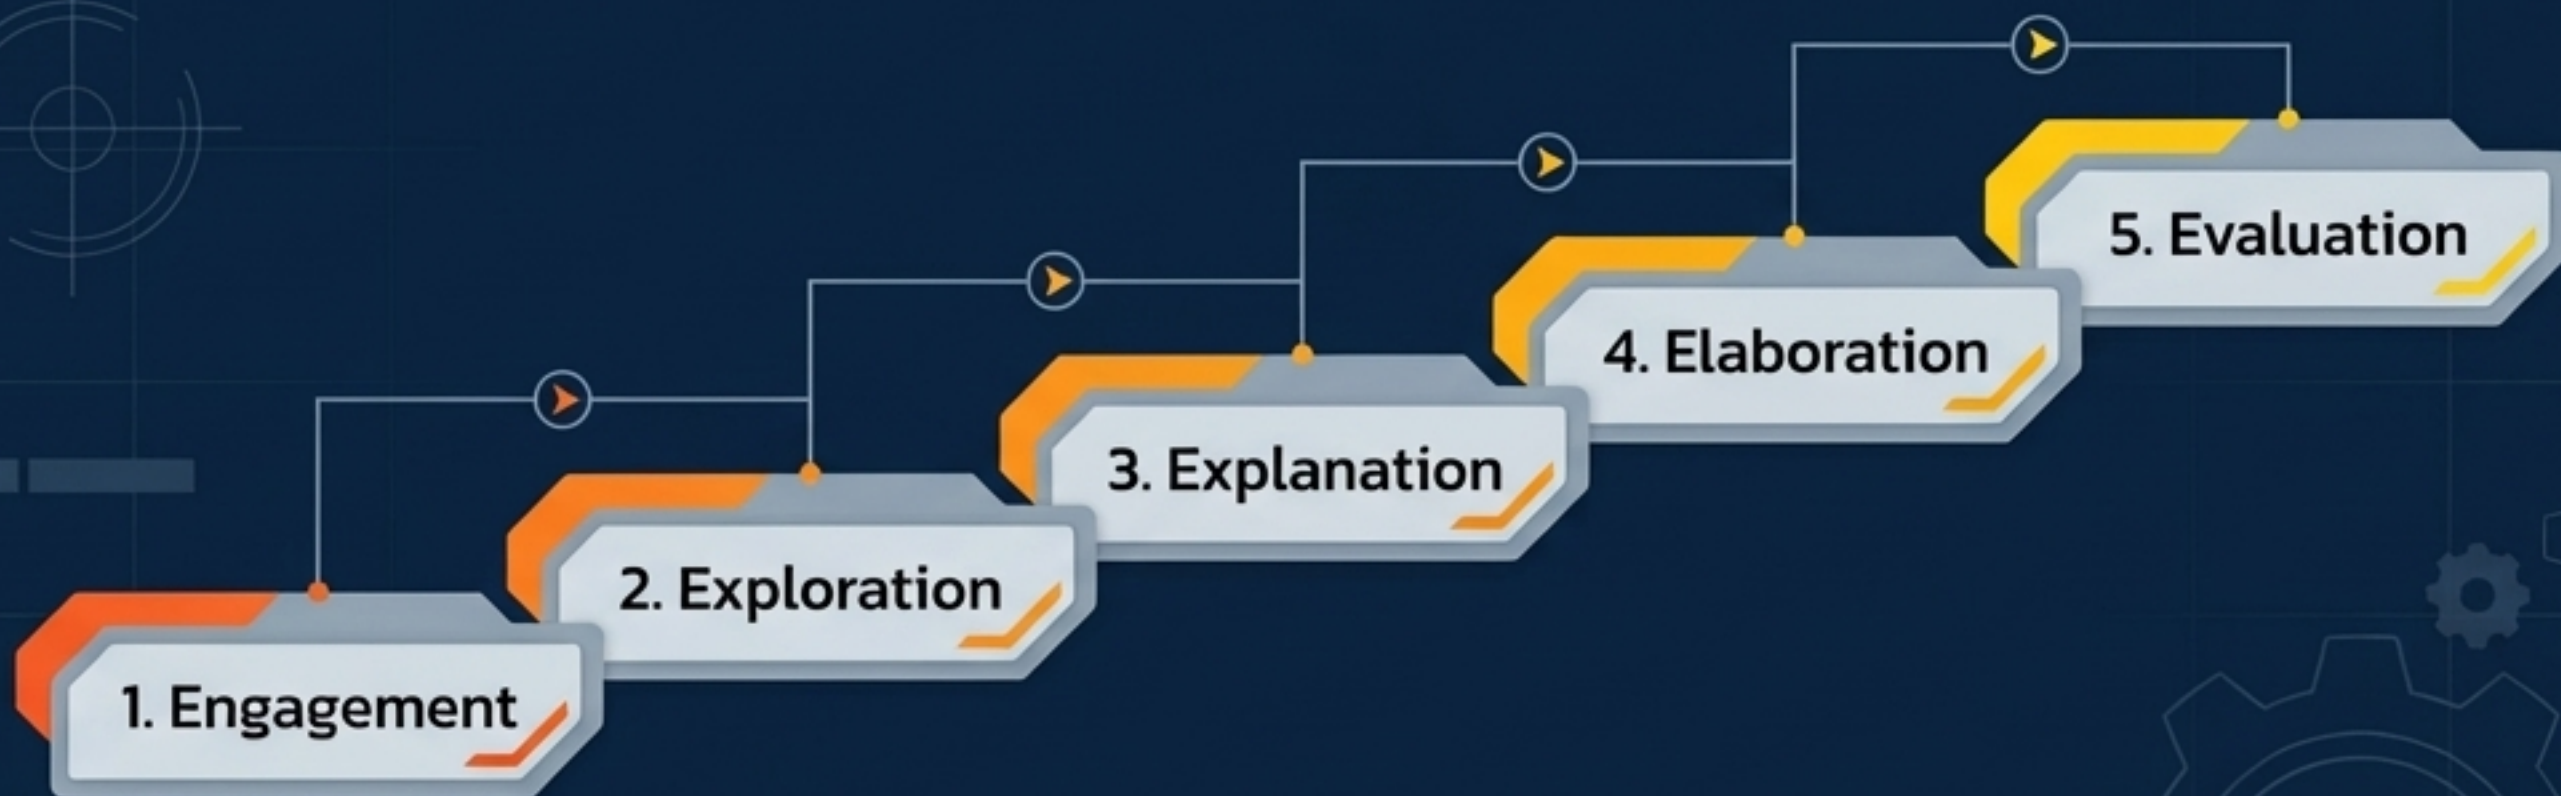 1. Engagement
2. Exploration
3. Explanation
4. Elaboration
5. Evaluation